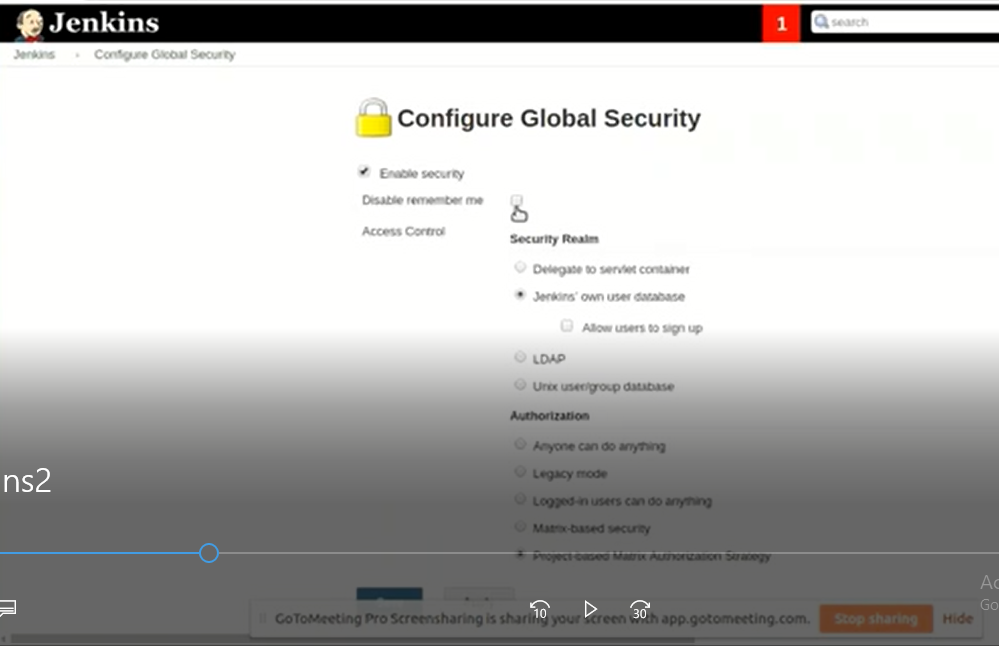 Jenkins
1
search
Jenkins
Configure Global Security
Configure Global Security
Enable security
Disable remember me
Access Control
Security Realm
Delegate to servlet container
Jenkins' own user database
Allow users to sign up
LDAP
Unix user/group database
Authorization
Anyone can do anything
Legacy mode
Logged-in users can do anything
Matrix-based security
Project-based Matrix Authorization Strategy
ns2
10
30
GoToMeeting Pro Screensharing is sharing your screen with app.gotomeeting.com.
Stop sharing
Hide
Ac
Go